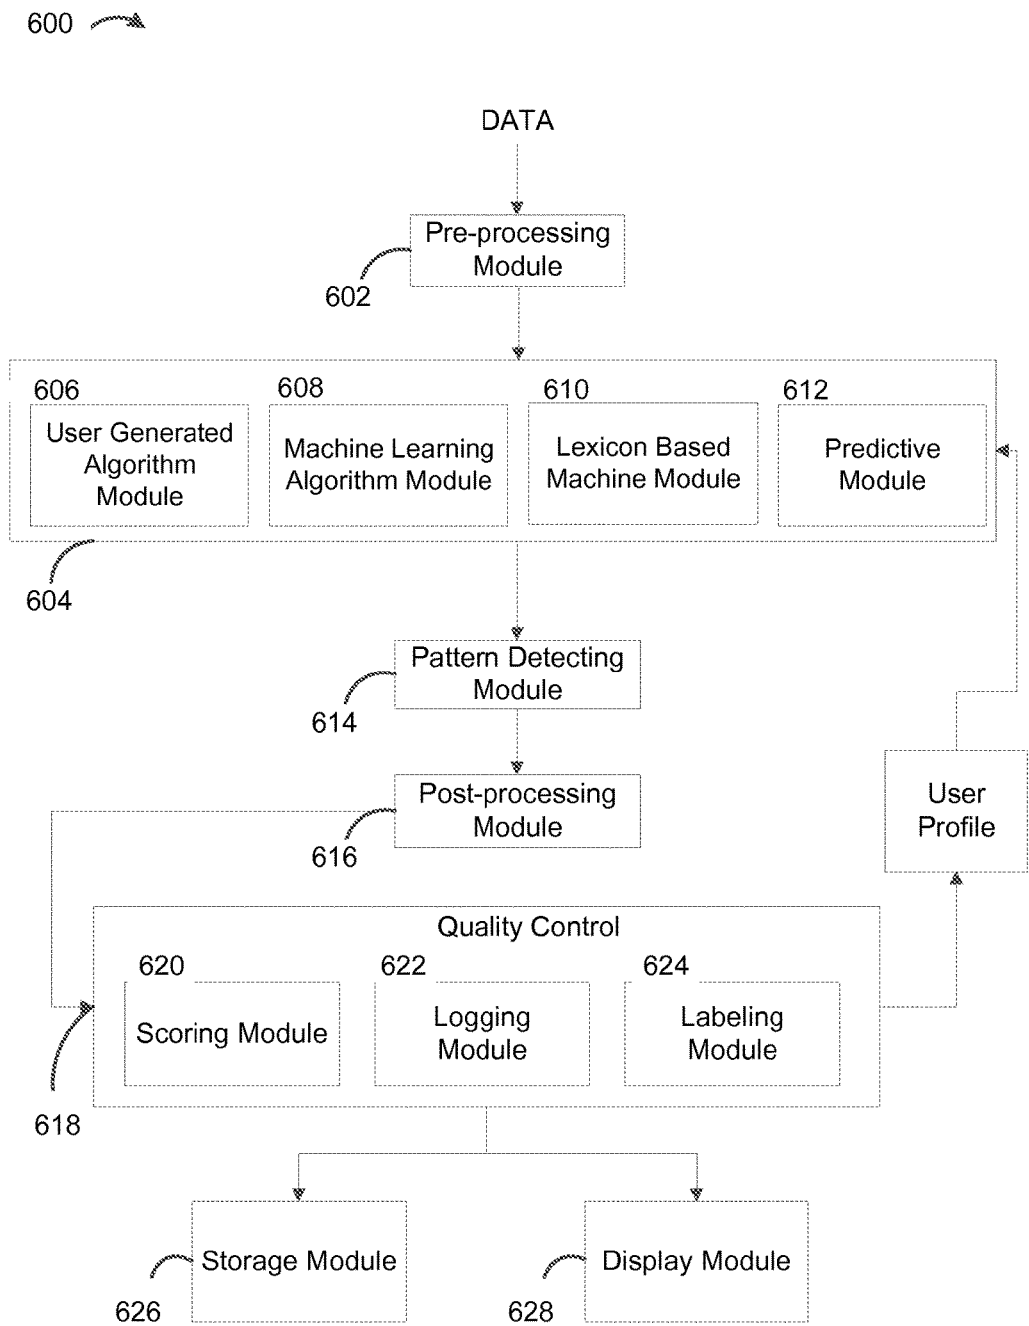 600
DATA
Pre-processing
Module
602
606
User Generated
Algorithm
Module
608
Machine Learning
Algorithm Module
610
Lexicon Based
Machine Module
612
Predictive
Module
604
Pattern Detecting
Module
614
Post-processing
Module
616
User
Profile
Quality Control
620
Scoring Module
622
Logging
Module
624
Labeling
Module
618
Storage Module
626
Display Module
628